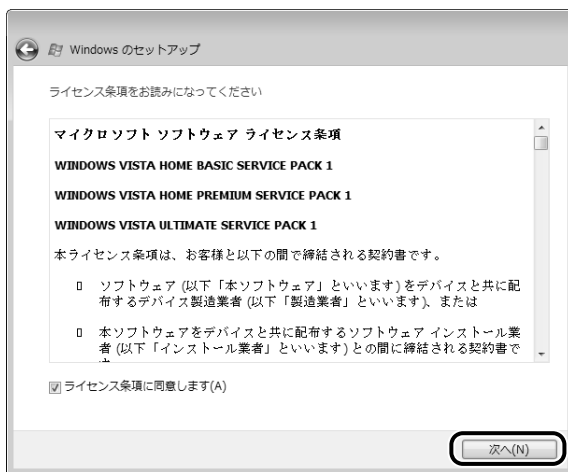 Windows のセットアップ
ライセンス条項をお読みになってください
マイクロソフト ソフトウェア ライセンス条項
WINDOWS VISTA HOME BASIC SERVICE PACK 1
WINDOWS VISTA HOME PREMIUM SERVICE PACK 1
WINDOWS VISTA ULTIMATE SERVICE PACK 1
本ライセンス条項は、お客様と以下の間で締結される契約書です。
ソフトウェア (以下「本ソフトウェア」といいます) をデバイスと共に配
布するデバイス製造業者 (以下「製造業者」といいます)、または
本ソフトウェアをデバイスと共に配布するソフトウェア インストール業
者 (以下「インストール業者」といいます) との間に締結される契約書で
ライセンス条項に同意します(A)
次へ(N)